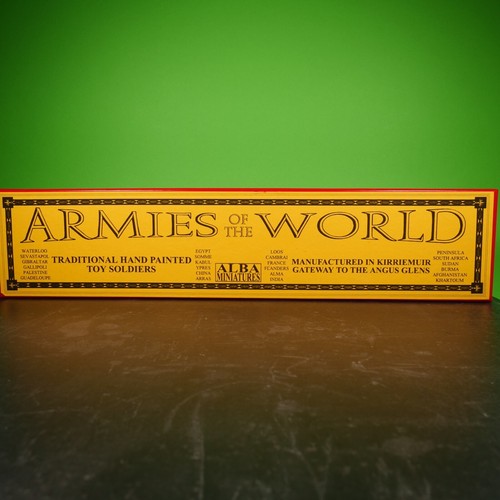 ARMIES OF THE WORLD
WATERLOO
SEVASTAPOL
GIBRALTAR
GALLIPOLI
PALESTINE
GUADELOUPE
TRADITIONAL HAND PAINTED
TOY SOLDIERS
EGYPT
SOMME
KABUL
YPRES
CHINA
ARRAS
ALBA
MINIATURES
LOOS
CAMBRAI
FRANCE
FLANDERS
ALMA
INDIA
MANUFACTURED IN KIRRIEMUIR
GATEWAY TO THE ANGUS GLENS
PENINSULA
SOUTH AFRICA
SUDAN
BURMA
AFGHANISTAN
KHARTOUM